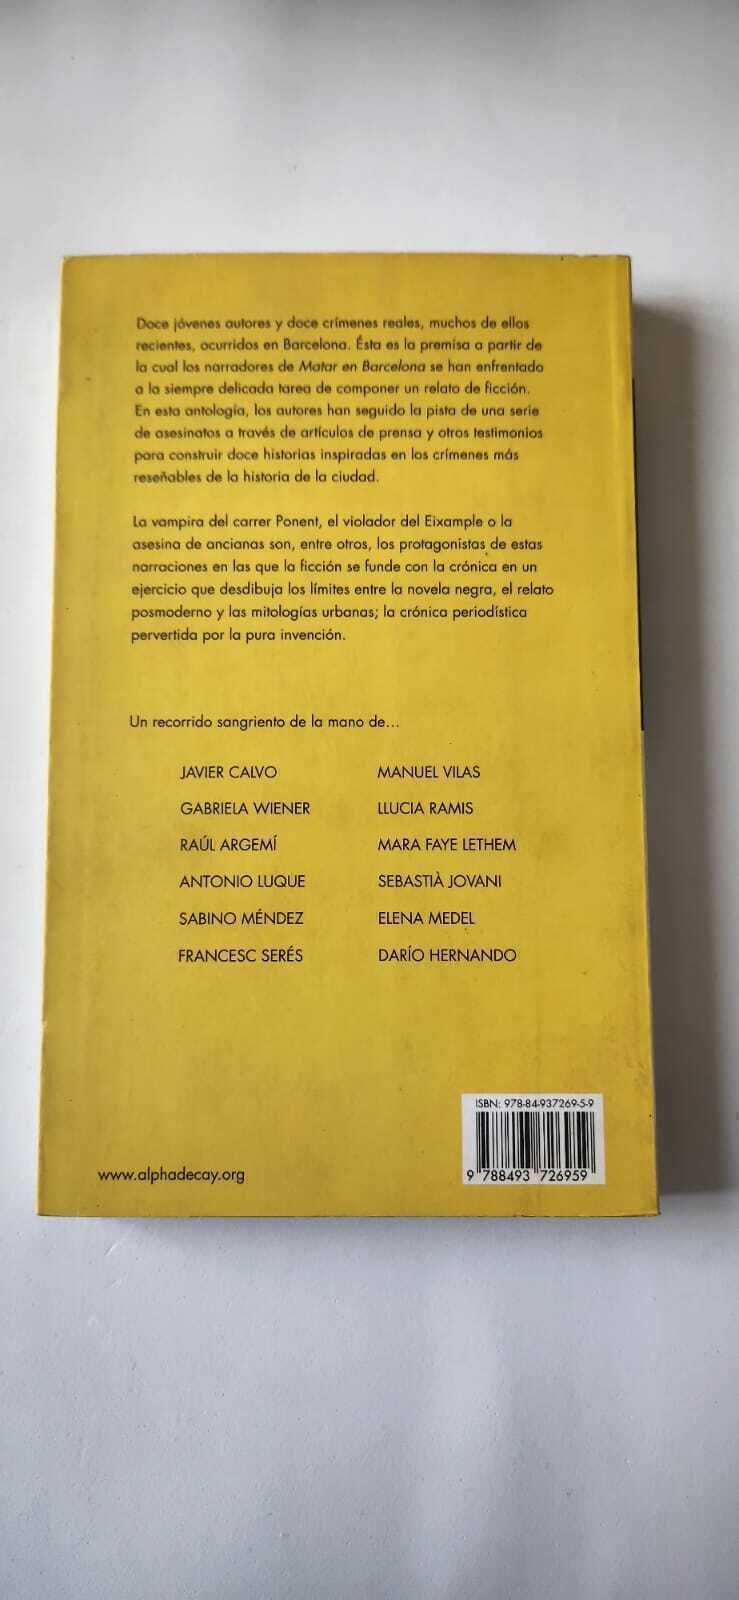 Doce jóvenes autores y doce crímenes reales, muchos de ellos
recientes, ocurridos en Barcelona. Ésta es la premisa a partir de
la cual los narradores de Matar en Barcelona se han enfrentado
a la siempre delicada tarea de componer un relato de ficción.
En esta antología, los autores han seguido la pista de una serie
de asesinatos a través de artículos de prensa y otros testimonios
para construir doce historias inspiradas en los crímenes más
reseñables de la historia de la ciudad.
La vampira del carrer Ponent, el violador del Eixample o la
asesina de ancianas son, entre otros, los protagonistas de estas
narraciones en las que la ficción se funde con la crónica en un
ejercicio que desdibuja los límites entre la novela negra, el relato
posmoderno y las mitologías urbanas; la crónica periodística
pervertida por la pura invención.
Un recorrido sangriento de la mano de...
JAVIER CALVO MANUEL VILAS
GABRIELA WIENER LLUCIA RAMIS
RAÚL ARGEMÍ MARA FAYE LETHEM
ANTONIO LUQUE SEBASTIÀ JOVANI
SABINO MÉNDEZ ELENA MEDEL
FRANCESC SERÉS DARÍO HERNANDO
ISBN: 978-84-937269-5-9
9 788493 726959
www.alphadecay.org